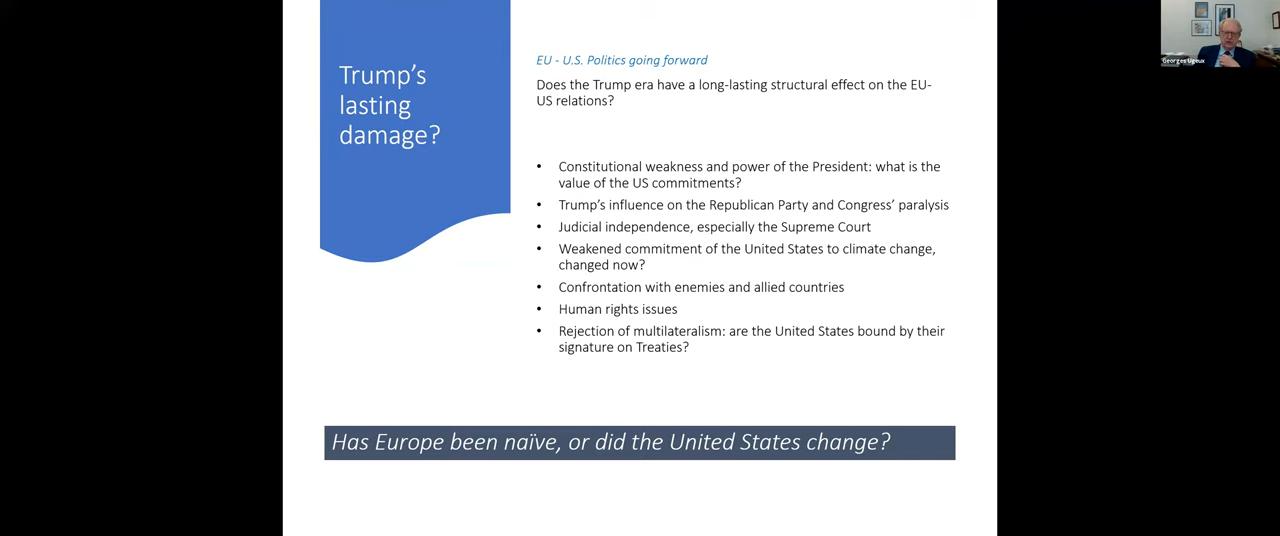 Trump's
lasting
damage?
EU - U.S. Politics going forward
Does the Trump era have a long-lasting structural effect on the EU-
US relations?
• Constitutional weakness and power of the President: what is the
value of the US commitments?
• Trump's influence on the Republican Party and Congress' paralysis
• Judicial independence, especially the Supreme Court
• Weakened commitment of the United States to climate change,
changed now?
• Confrontation with enemies and allied countries
• Human rights issues
• Rejection of multilateralism: are the United States bound by their
signature on Treaties?
Has Europe been naïve, or did the United States change?
Georges Ugeux